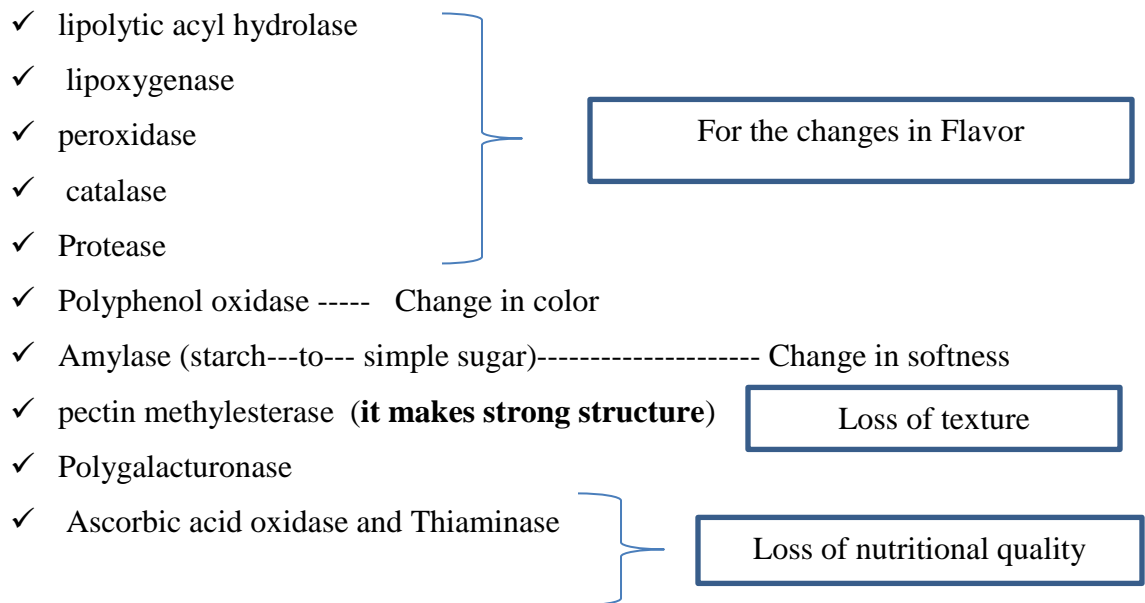 ✓ lipolytic acyl hydrolase
✓ lipoxygenase
✓ peroxidase
For the changes in Flavor
✓ catalase
✓ Protease
✓ Polyphenol oxidase ----- Change in color
✓ Amylase (starch---to--- simple sugar)--------------------- Change in softness
✓ pectin methylesterase (it makes strong structure)
Loss of texture
✓ Polygalacturonase
✓ Ascorbic acid oxidase and Thiaminase
Loss of nutritional quality